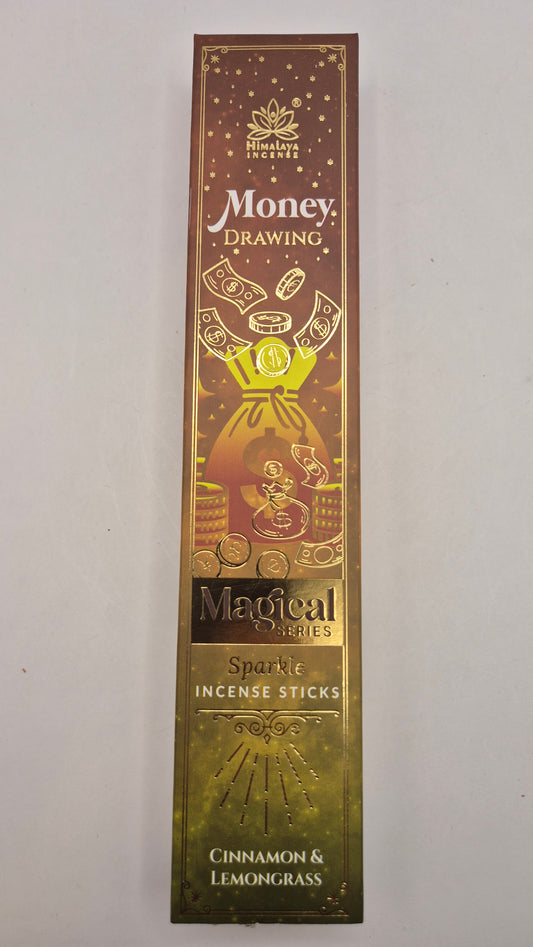 ®
Himalaya
INCENSE
Money
DRAWING
Magical
SERIES
Sparkle
INCENSE STICKS
CINNAMON &
LEMONGRASS